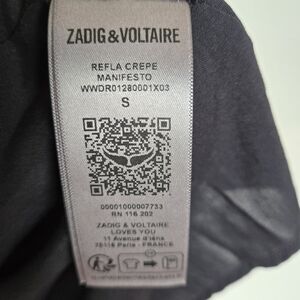 ZADIG & VOLTAIRE
REFLA CREPE
MANIFESTO
WWDR01280001X03
S
00001000007733
RN 116 202
ZADIG & VOLTAIRE
LOVES YOU
11 Avenue d'Iéna
75116 Paris - FRANCE